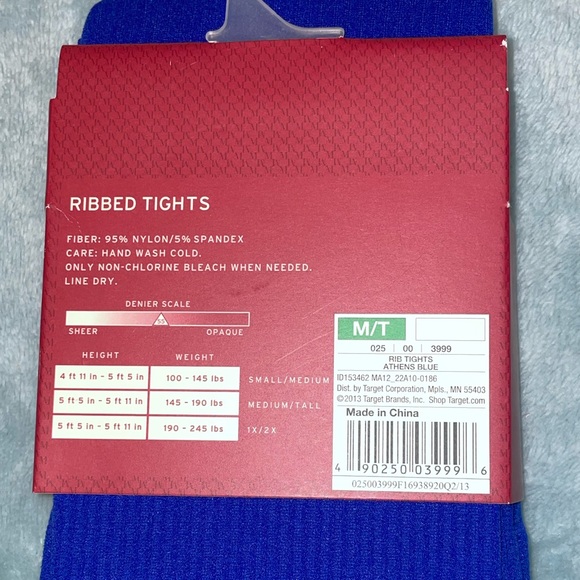 RIBBED TIGHTS
FIBER: 95% NYLON/5% SPANDEX
CARE: HAND WASH COLD.
ONLY NON-CHLORINE BLEACH WHEN NEEDED.
LINE DRY.
DENIER SCALE
SHEER OPAQUE
HEIGHT WEIGHT
4 ft 11 in - 5 ft 5 in 100 - 145 lbs SMALL/MEDIUM
5 ft 5 in - 5 ft 11 in 145 - 190 lbs MEDIUM/TALL
5 ft 5 in - 5 ft 11 in 190 - 245 lbs 1X/2X
M/T
025 00 3999
RIB TIGHTS
ATHENS BLUE
ID153462 MA12_22A10-0186
Dist. by Target Corporation, Mpls., MN 55403
©2013 Target Brands, Inc. Shop Target.com
Made in China
4 90250 03999 6
025003999F16938920Q2/13